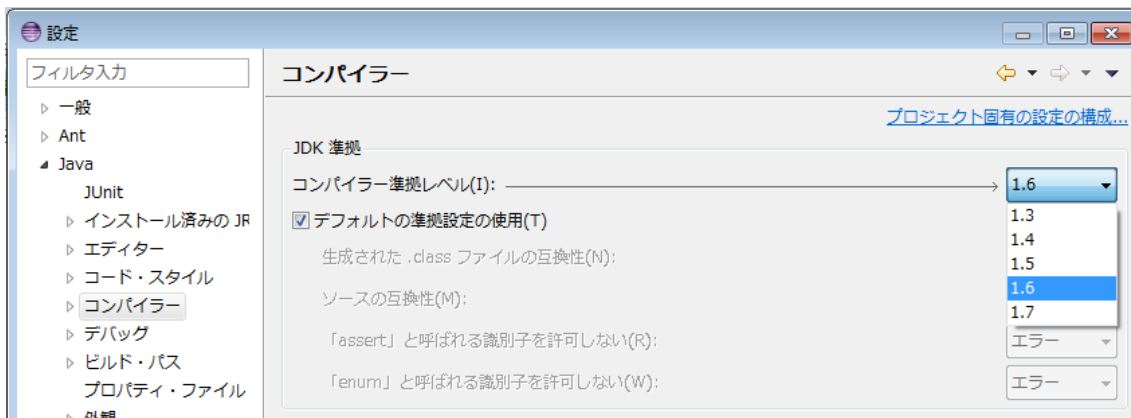 設定
フィルタ入力
一般
Ant
Java
JUnit
インストール済みの JR
エディター
コード・スタイル
コンパイラー
デバッグ
ビルド・パス
プロパティ・ファイル
外観
コンパイラー
プロジェクト固有の設定の構成...
JDK 準拠
コンパイラー準拠レベル(I):
1.6
1.3
1.4
1.5
1.6
1.7
デフォルトの準拠設定の使用(T)
生成された .class ファイルの互換性(N):
ソースの互換性(M):
「assert」と呼ばれる識別子を許可しない(R):
エラー
「enum」と呼ばれる識別子を許可しない(W):
エラー